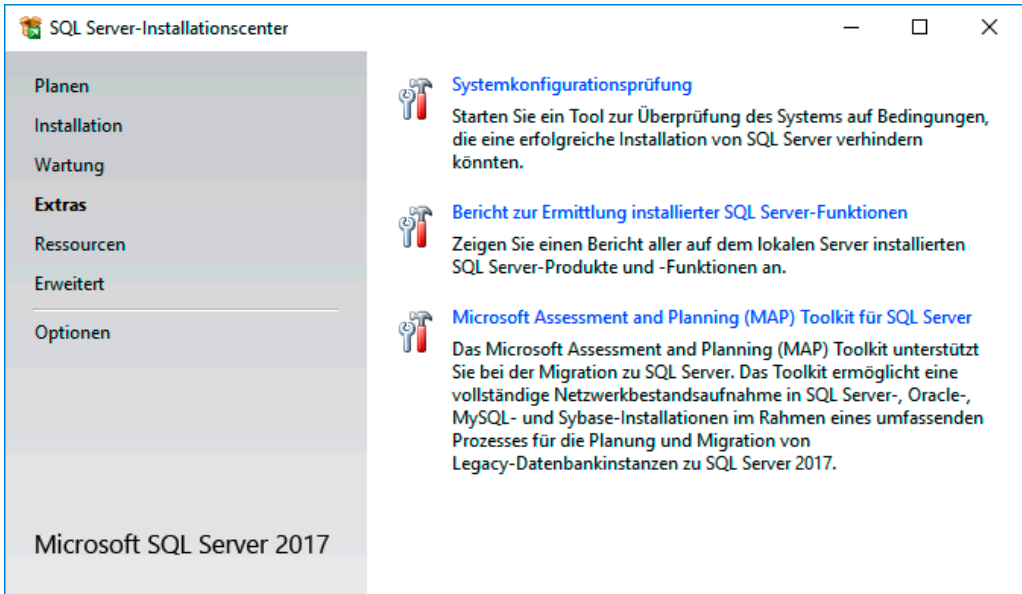 SQL Server-Installationscenter
Planen
Installation
Wartung
Extras
Ressourcen
Erweitert
Optionen
Microsoft SQL Server 2017
Systemkonfigurationsprüfung
Starten Sie ein Tool zur Überprüfung des Systems auf Bedingungen,
die eine erfolgreiche Installation von SQL Server verhindern
könnten.
Bericht zur Ermittlung installierter SQL Server-Funktionen
Zeigen Sie einen Bericht aller auf dem lokalen Server installierten
SQL Server-Produkte und -Funktionen an.
Microsoft Assessment and Planning (MAP) Toolkit für SQL Server
Das Microsoft Assessment and Planning (MAP) Toolkit unterstützt
Sie bei der Migration zu SQL Server. Das Toolkit ermöglicht eine
vollständige Netzwerkbestandsaufnahme in SQL Server-, Oracle-,
MySQL- und Sybase-Installationen im Rahmen eines umfassenden
Prozesses für die Planung und Migration von
Legacy-Datenbankinstanzen zu SQL Server 2017.